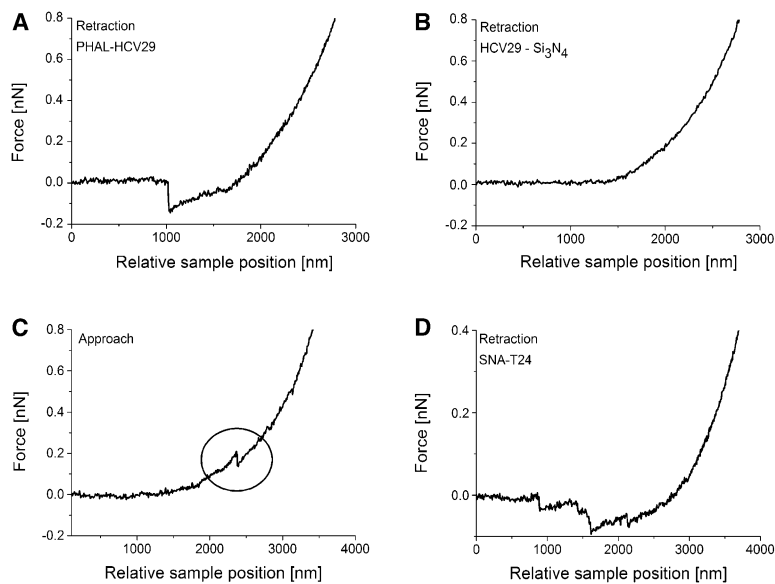 A
Retraction
PHAL-HCV29
0.8
0.6
0.4
0.2
0.0
-0.2
Force [nN]
0
1000
2000
3000
Relative sample position [nm]
B
Retraction
HCV29 - Si3N4
0.8
0.6
0.4
0.2
0.0
-0.2
Force [nN]
0
1000
2000
3000
Relative sample position [nm]
C
Approach
0.8
0.6
0.4
0.2
0.0
-0.2
Force [nN]
1000
2000
3000
4000
Relative sample position [nm]
D
Retraction
SNA-T24
0.4
0.2
0.0
Force [nN]
0
1000
2000
3000
4000
Relative sample position [nm]